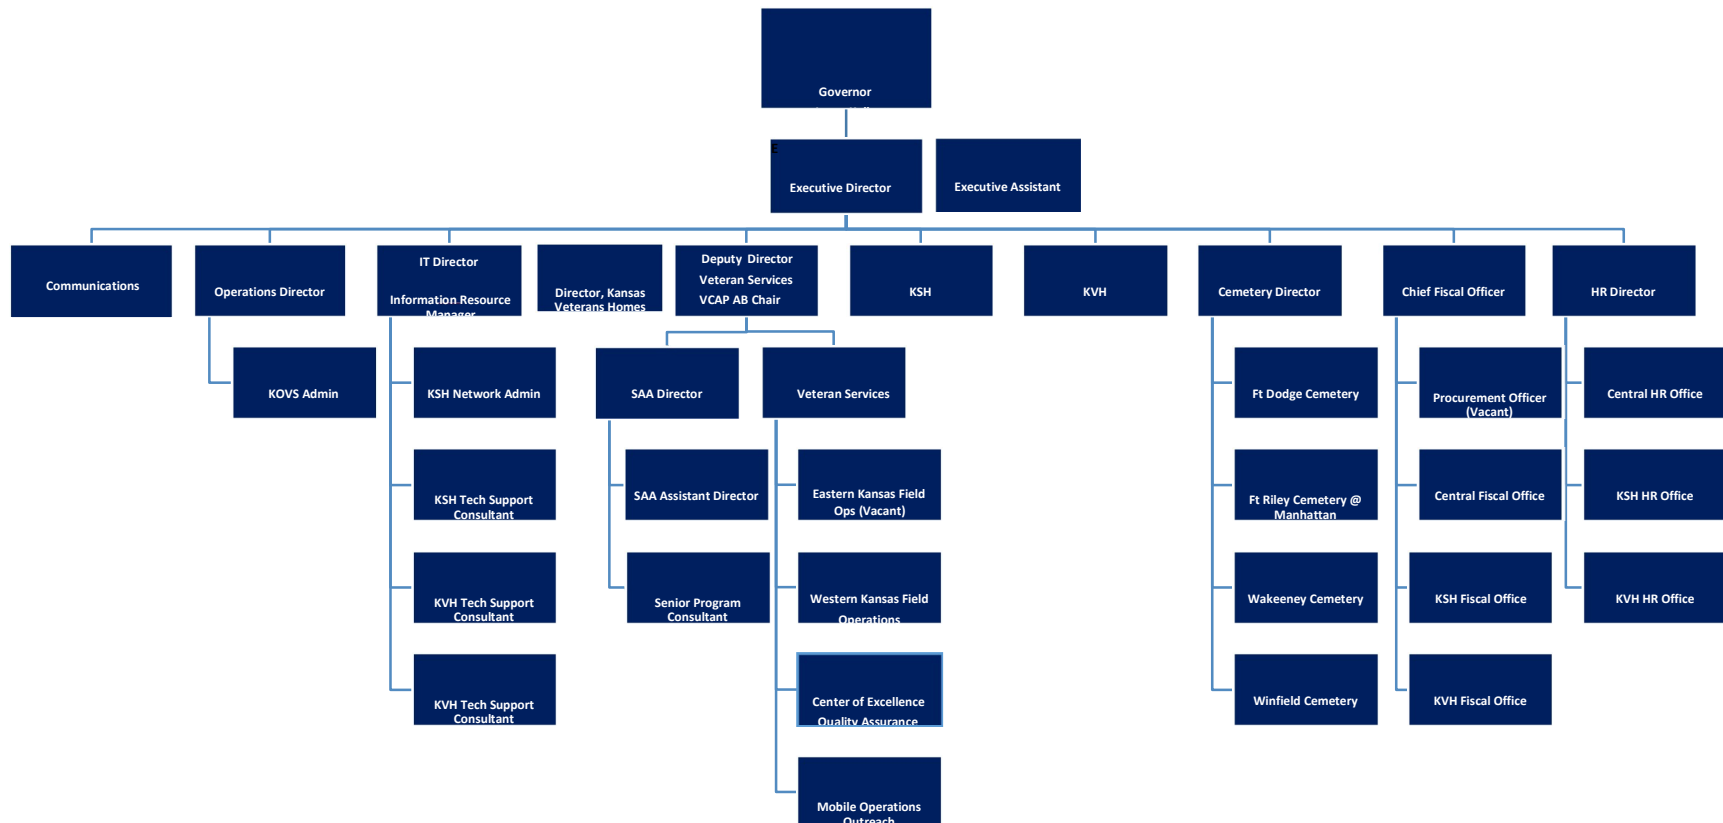 Governor
E
Executive Director
Executive Assistant
Communications
Operations Director
IT Director
Information Resource
Manager
Director, Kansas
Veterans Homes
Deputy Director
Veteran Services
VCAP AB Chair
KSH
KVH
Cemetery Director
Chief Fiscal Officer
HR Director
KOVS Admin
KSH Network Admin
SAA Director
Veteran Services
Ft Dodge Cemetery
Procurement Officer
(Vacant)
Central HR Office
KSH Tech Support
Consultant
SAA Assistant Director
Eastern Kansas Field
Ops (Vacant)
Ft Riley Cemetery @
Manhattan
Central Fiscal Office
KSH HR Office
KVH Tech Support
Consultant
Senior Program
Consultant
Western Kansas Field
Operations
Wakeeney Cemetery
KSH Fiscal Office
KVH HR Office
KVH Tech Support
Consultant
Center of Excellence
Quality Assurance
Winfield Cemetery
KVH Fiscal Office
Mobile Operations
Outreach